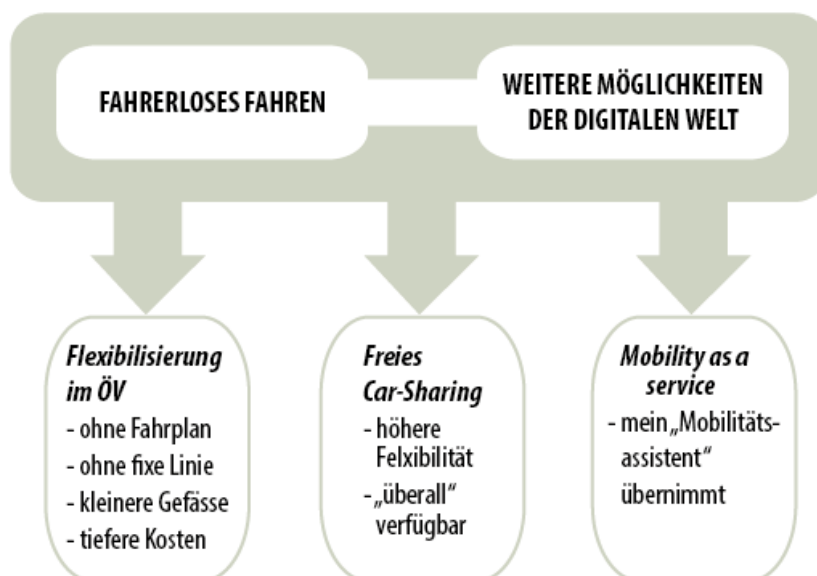 FAHRERLOSES FAHREN
WEITERE MÖGLICHKEITEN
DER DIGITALEN WELT
Flexibilisierung
im ÖV
- ohne Fahrplan
- ohne fixe Linie
- kleinere Gefässe
- tiefere Kosten
Freies
Car-Sharing
- höhere
Felxibilität
- „überall“
verfügbar
Mobility as a
service
- mein „Mobilitäts-
assistent“
übernimmt